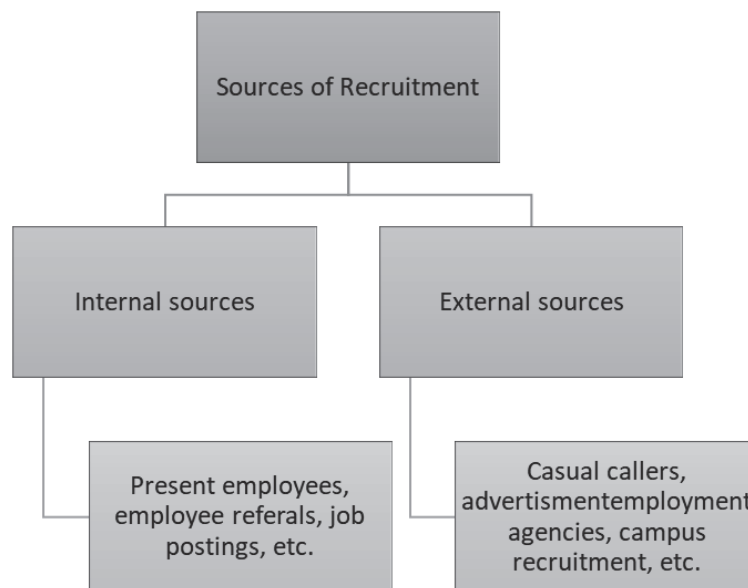 Sources of Recruitment
Internal sources
External sources
Present employees,
employee referals, job
postings, etc.
Casual callers,
advertismentemployment
agencies, campus
recruitment, etc.